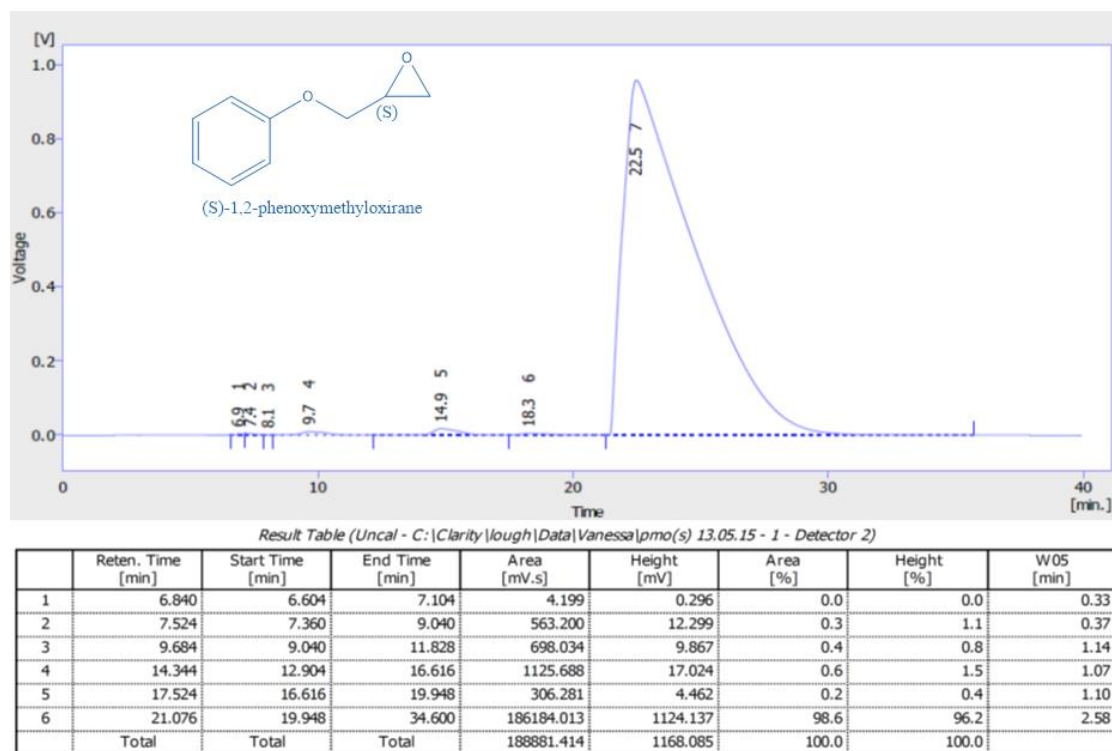 [V]
1.0
O
O
(S)
0.8
22.5 7
(S)-1,2-phenoxymethyloxirane
0.6
Voltage
0.4
0.2
6.9 1
7.4 2
8.1 3
9.7 4
14.9 5
18.3 6
0.0
0 10 20 30 40
Time
[min.]
Result Table (Uncal - C:\Clarity\lough\Data\Vanessa\pmo(s) 13.05.15 - 1 - Detector 2)
Reten. Time Start Time End Time Area Height Area Height W05
[min] [min] [min] [mV.s] [mV] [%] [%] [min]
1 6.840 6.604 7.104 4.199 0.296 0.0 0.0 0.33
2 7.524 7.360 9.040 563.200 12.299 0.3 1.1 0.37
3 9.684 9.040 11.828 698.034 9.867 0.4 0.8 1.14
4 14.344 12.904 16.616 1125.688 17.024 0.6 1.5 1.07
5 17.524 16.616 19.948 306.281 4.462 0.2 0.4 1.10
6 21.076 19.948 34.600 186184.013 1124.137 98.6 96.2 2.58
Total Total Total 188881.414 1168.085 100.0 100.0